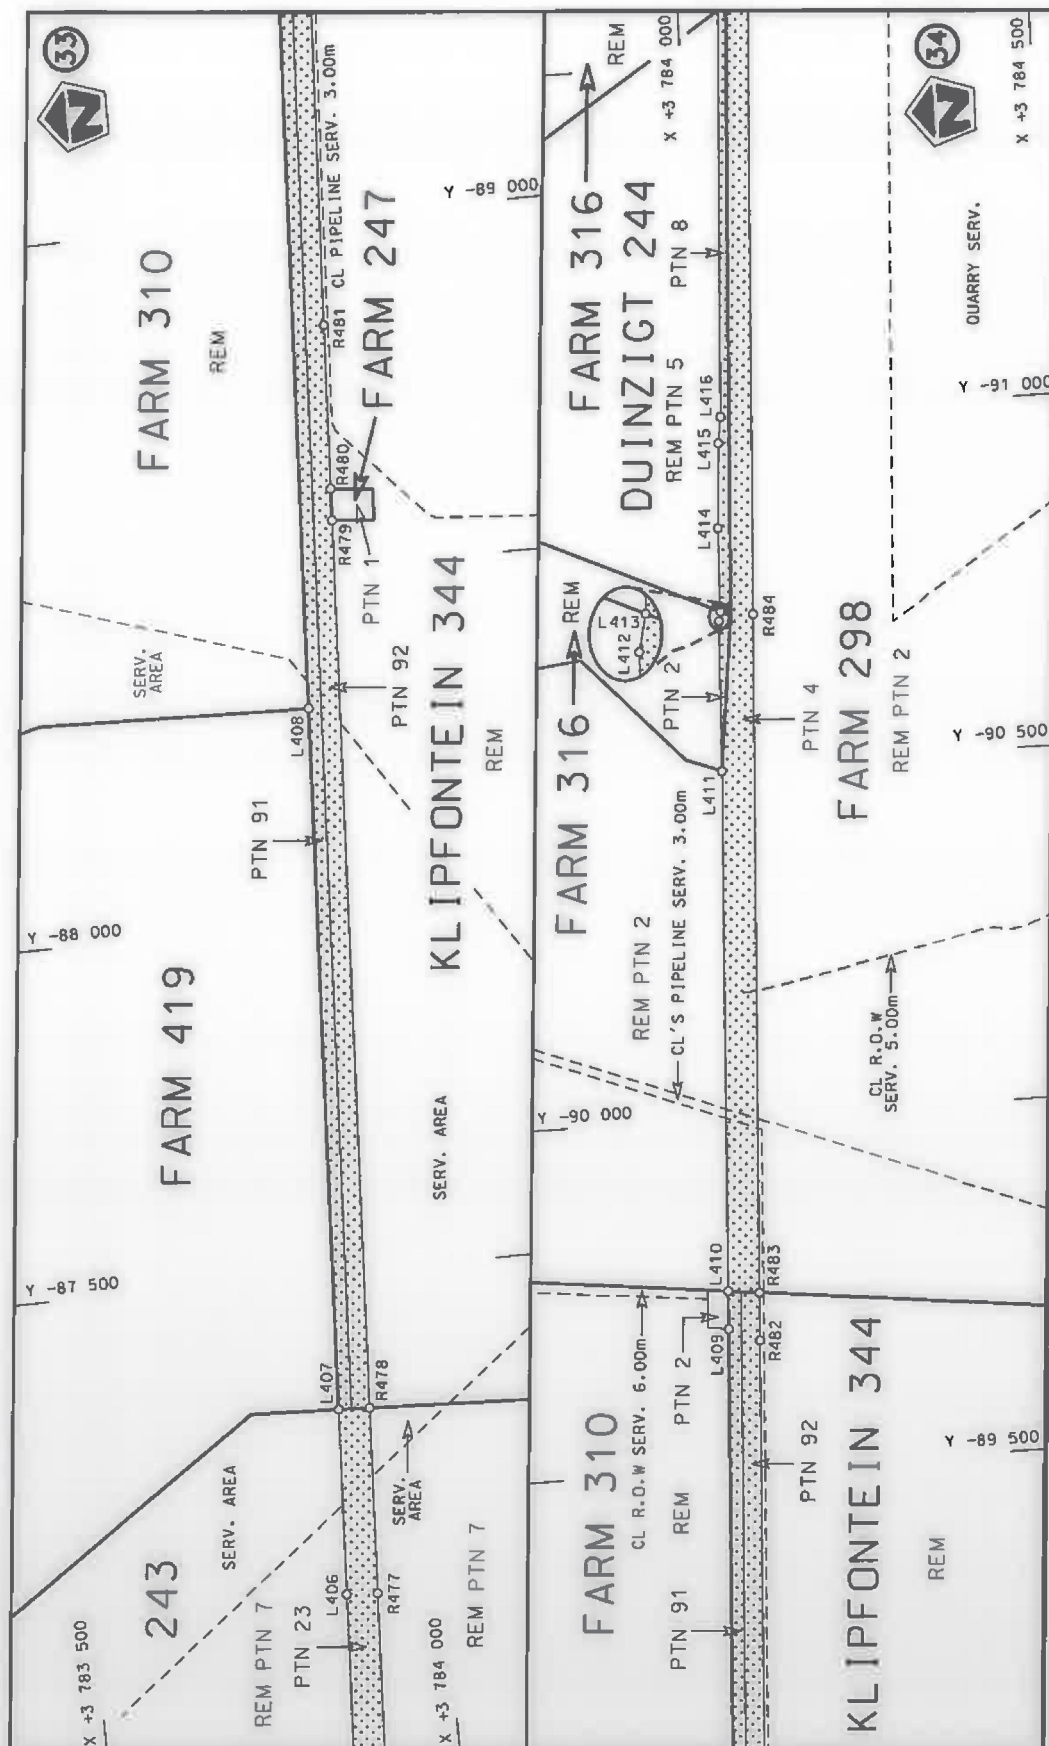 33
N
FARM 310
REM
CL PIPELINE SERV. 3.00m
R481
FARM 247
R480
R479
PTN 1
Y -89 000
SERV.
AREA
L408
PTN 92
KLIPFONTEIN 344
REM
PTN 91
Y -88 000
FARM 419
SERV. AREA
Y -87 500
L407
R478
SERV.
AREA
SERV. AREA
243
L406
R477
REM PTN 7
PTN 23
REM PTN 7
X +3 783 500
X +3 784 000
34
N
REM
FARM 316
X +3 784 000
X +3 784 500
DUINZIGT 244
REM PTN 5
PTN 8
QUARRY SERV.
L416
L415
L414
Y -91 000
REM
FARM 316
L413
L412
PTN 2
R484
PTN 4
FARM 298
REM PTN 2
Y -90 500
L411
REM PTN 2
CL'S PIPELINE SERV. 3.00m
CL R.O.W
SERV. 5.00m
Y -90 000
L410
R483
L409
R482
PTN 2
CL R.O.W SERV. 6.00m
FARM 310
REM
PTN 91
PTN 92
KLIPFONTEIN 344
REM
Y -89 500